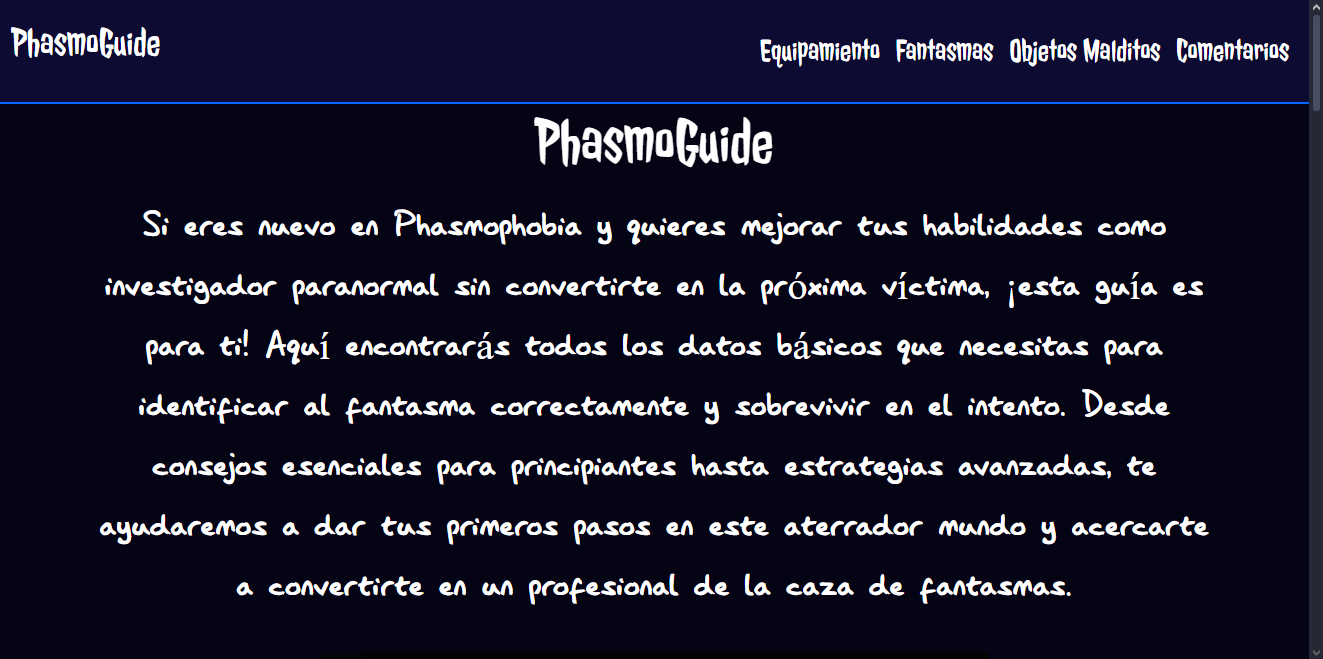 PhasmoGuide
Equipamiento Fantasmas Objetos Malditos Comentarios
PhasmoGuide
Si eres nuevo en Phasmophobia y quieres mejorar tus habilidades como
investigador paranormal sin convertirte en la próxima víctima, ¡esta guía es
para ti! Aquí encontrarás todos los datos básicos que necesitas para
identificar al fantasma correctamente y sobrevivir en el intento. Desde
consejos esenciales para principiantes hasta estrategias avanzadas, te
ayudaremos a dar tus primeros pasos en este aterrador mundo y acercarte
a convertirte en un profesional de la caza de fantasmas.